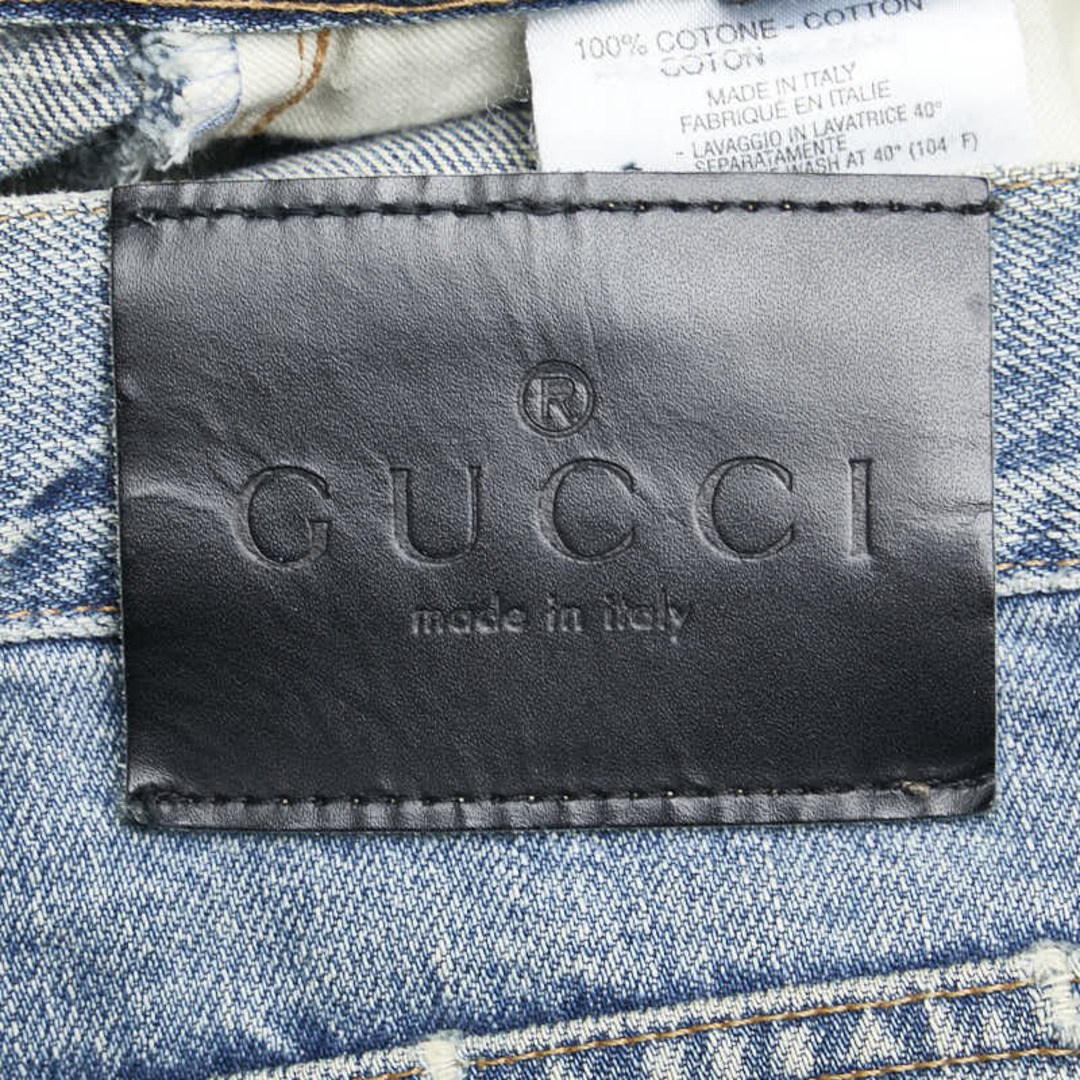 100% COTONE - COTTON
COTON
MADE IN ITALY
FABRIQUÉ EN ITALIE
- LAVAGGIO IN LAVATRICE 40°
SEPARATAMENTE
WASH AT 40° (104 F)
®
GUCCI
made in italy